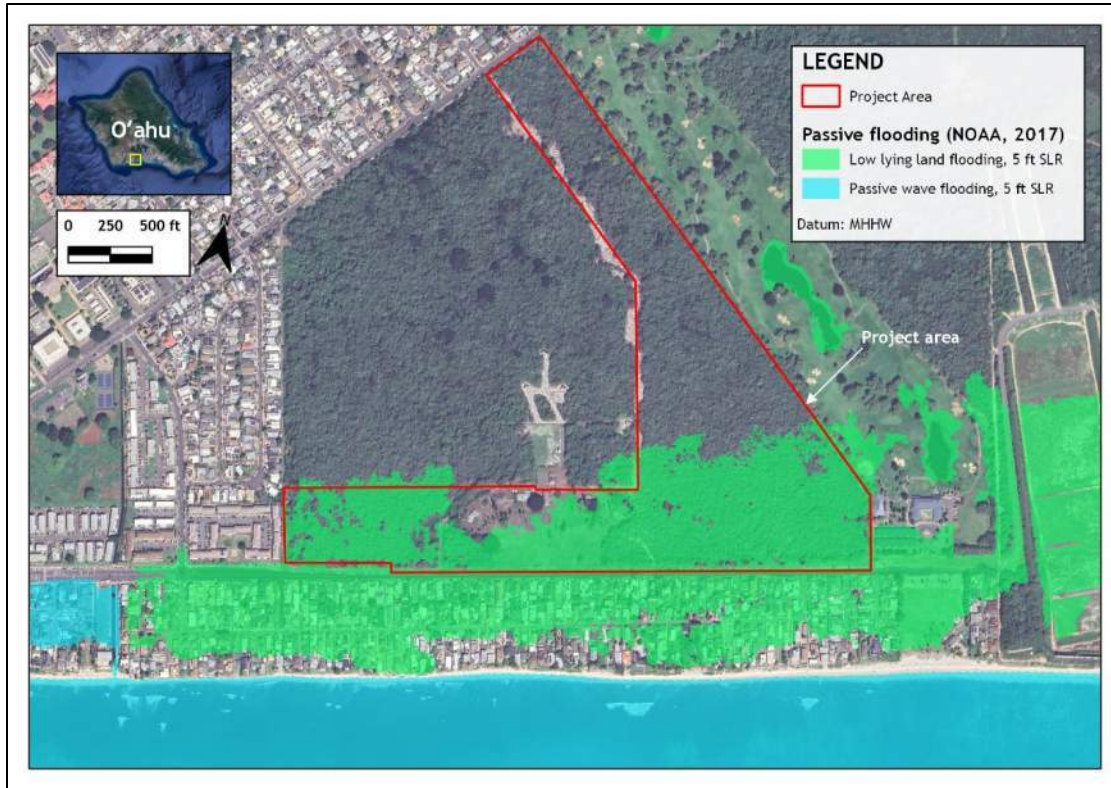 O'ahu
0 250 500 ft
N
LEGEND
Project Area
Passive flooding (NOAA, 2017)
Low lying land flooding, 5 ft SLR
Passive wave flooding, 5 ft SLR
Datum: MHHW
Project area